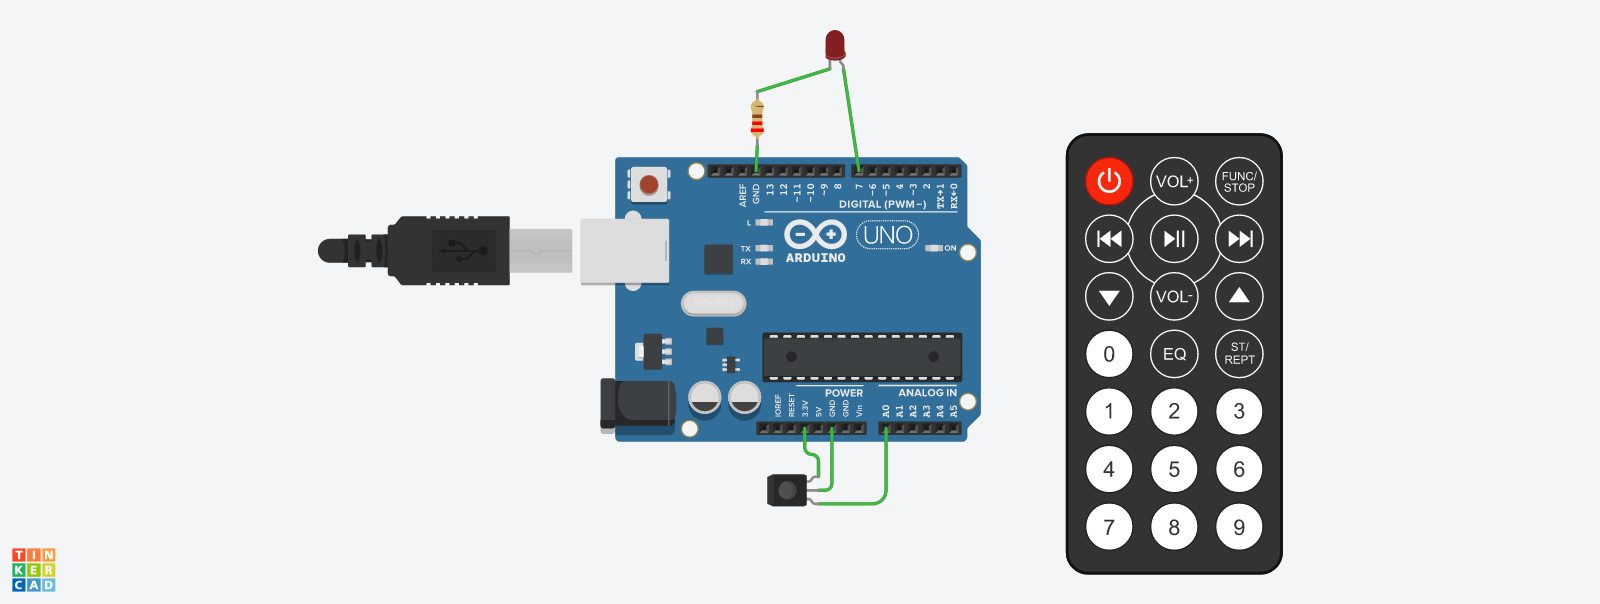 AREF
GND
13
12
~11
~10
~9
8
7
~6
~5
4
~3
2
TX→1
RX←0
DIGITAL (PWM~)
L
TX
RX
ARDUINO
UNO
ON
POWER
ANALOG IN
IOREF
RESET
3.3V
5V
GND
GND
Vin
A0
A1
A2
A3
A4
A5
VOL+
FUNC/
STOP
VOL-
0
EQ
ST/
REPT
1
2
3
4
5
6
7
8
9
TIN
KER
CAD